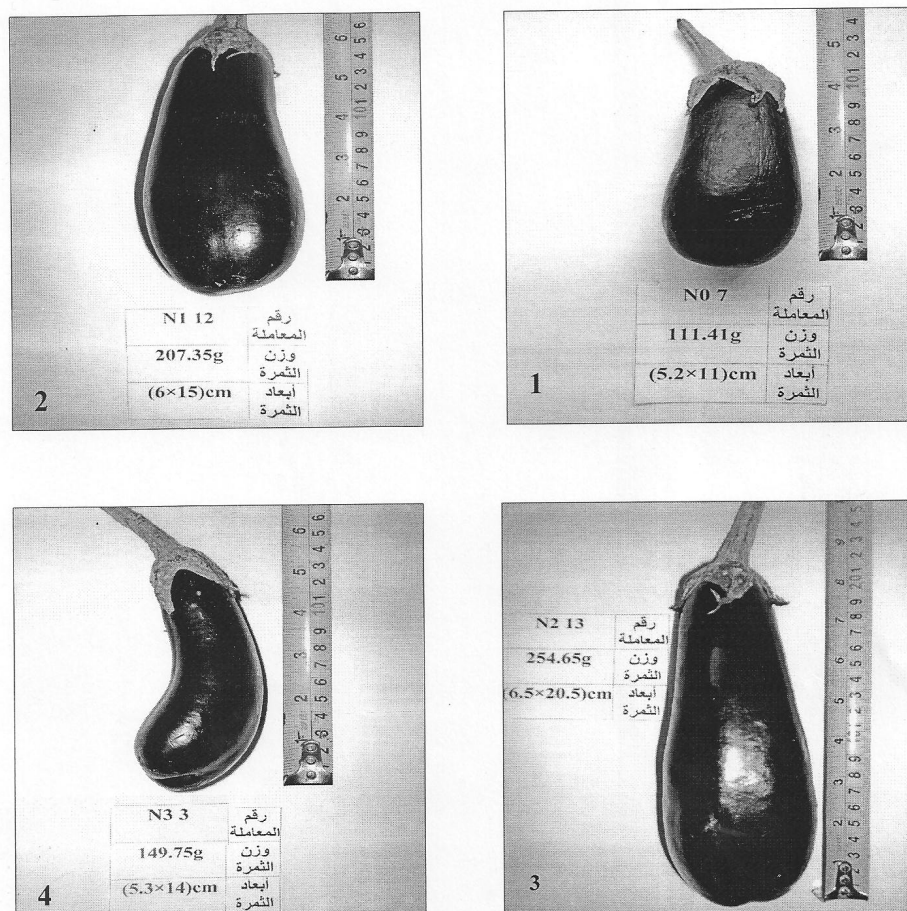 رقم المعاملة N0 7
وزن الثمرة 111.41g
أبعاد الثمرة (5.2×11)cm
1
رقم المعاملة N1 12
وزن الثمرة 207.35g
أبعاد الثمرة (6×15)cm
2
رقم المعاملة N2 13
وزن الثمرة 254.65g
أبعاد الثمرة (6.5×20.5)cm
3
رقم المعاملة N3 3
وزن الثمرة 149.75g
أبعاد الثمرة (5.3×14)cm
4